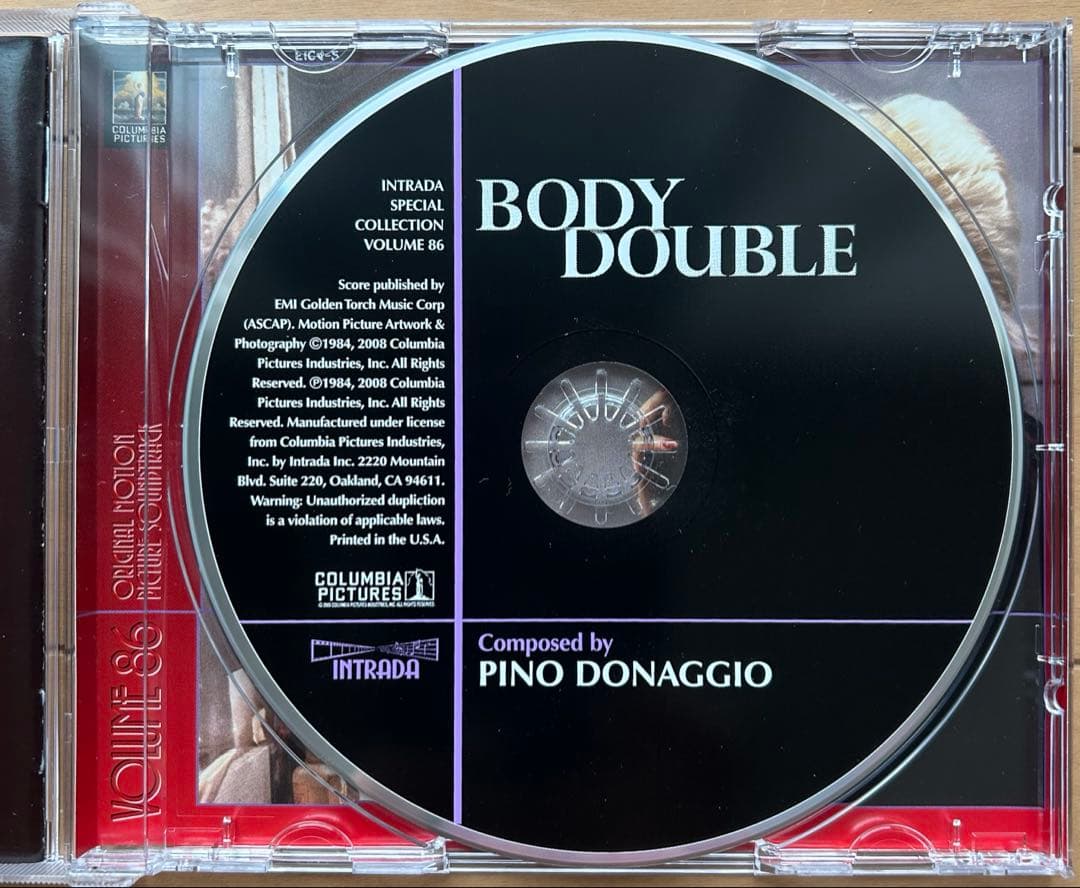 COLUMBIA
PICTURES
ORIGINAL MOTION
PICTURE SOUNDTRACK
VOLUME 86
INTRADA
SPECIAL
COLLECTION
VOLUME 86
Score published by
EMI Golden Torch Music Corp
(ASCAP). Motion Picture Artwork &
Photography ©1984, 2008 Columbia
Pictures Industries, Inc. All Rights
Reserved. ℗1984, 2008 Columbia
Pictures Industries, Inc. All Rights
Reserved. Manufactured under license
from Columbia Pictures Industries,
Inc. by Intrada Inc. 2220 Mountain
Blvd. Suite 220, Oakland, CA 94611.
Warning: Unauthorized dupliction
is a violation of applicable laws.
Printed in the U.S.A.
COLUMBIA
PICTURES
INTRADA
BODY
DOUBLE
Composed by
PINO DONAGGIO